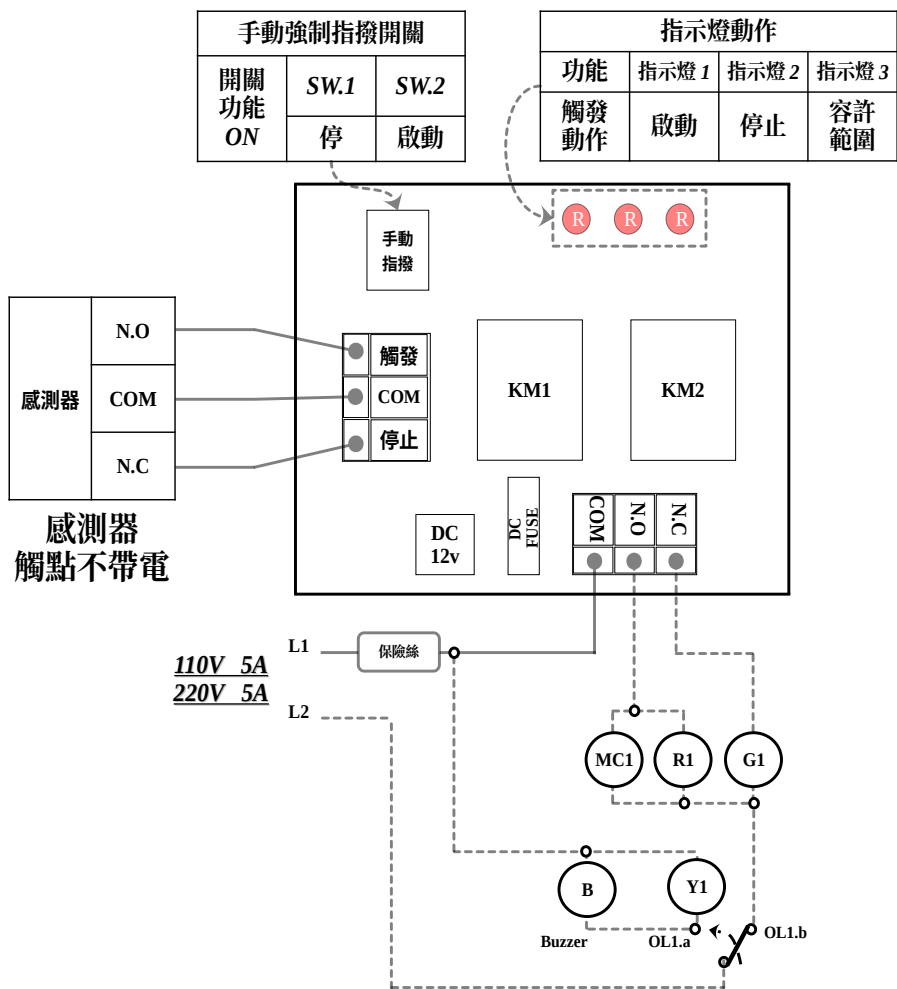 手動強制指撥開關
開關
功能
ON
SW.1
SW.2
停
啟動
指示燈動作
功能
指示燈 1
指示燈 2
指示燈 3
觸發
動作
啟動
停止
容許
範圍
手動
指撥
R
R
R
感測器
N.O
COM
N.C
感測器
觸點不帶電
觸發
COM
停止
KM1
KM2
DC
12v
DC
FUSE
COM
N.O
N.C
L1
保險絲
110V 5A
220V 5A
L2
MC1
R1
G1
B
Y1
Buzzer
OL1.a
OL1.b